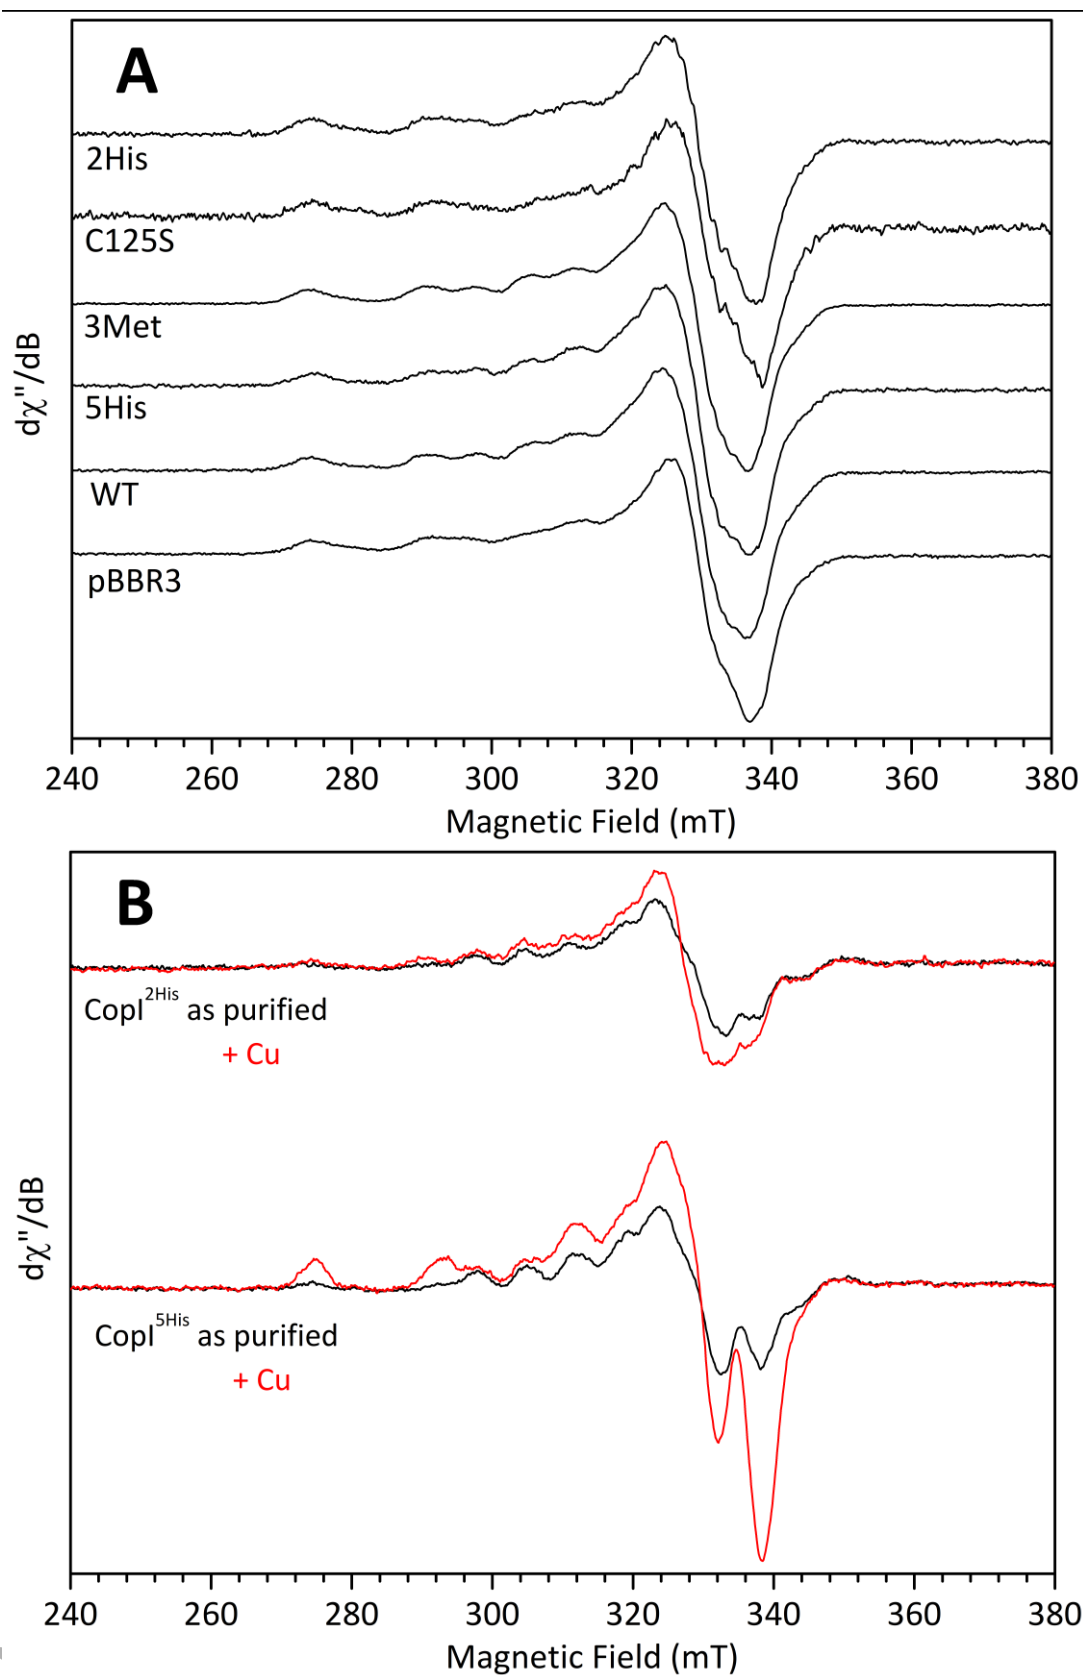 A
2His
C125S
3Met
5His
WT
pBBR3
dχ"/dB
240 260 280 300 320 340 360 380
Magnetic Field (mT)
B
CopI2His as purified
+ Cu
CopI5His as purified
+ Cu
dχ"/dB
240 260 280 300 320 340 360 380
Magnetic Field (mT)